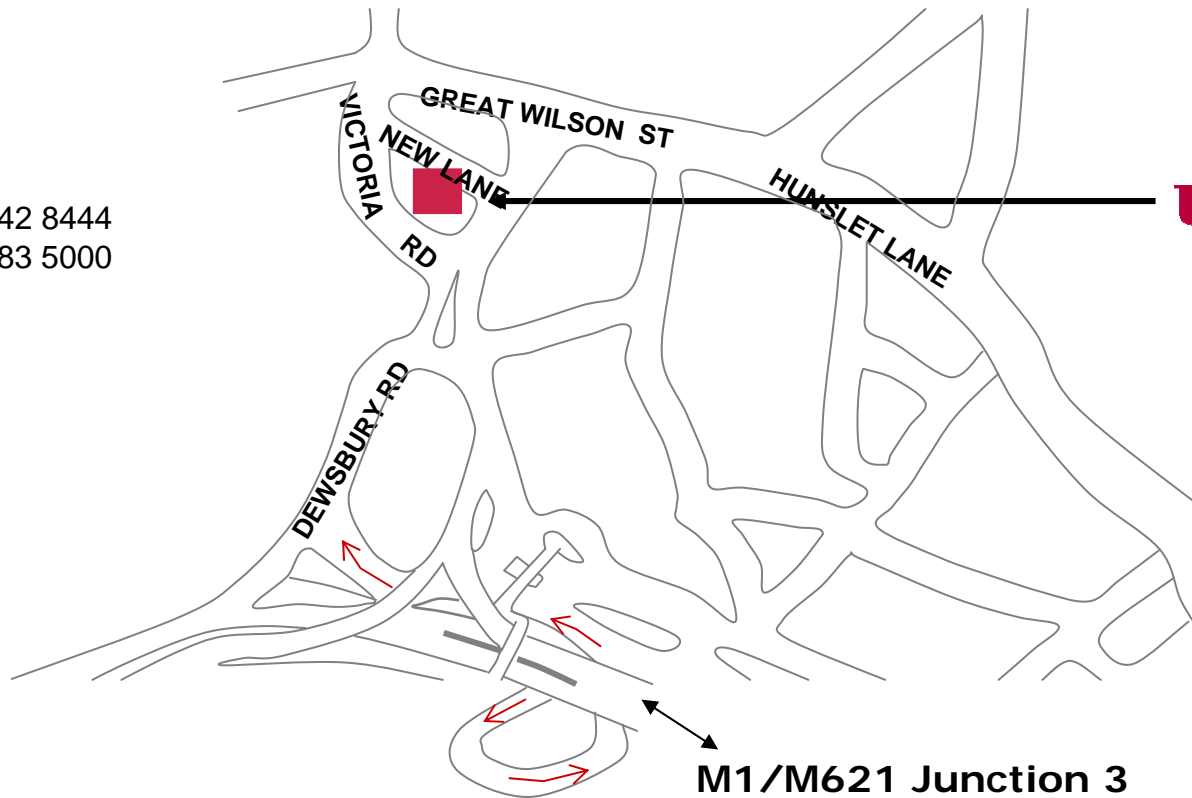 GREAT WILSON ST
VICTORIA RD
NEW LANE
HUNSLET LANE
42 8444
83 5000
DEWSBURY RD
M1/M621 Junction 3